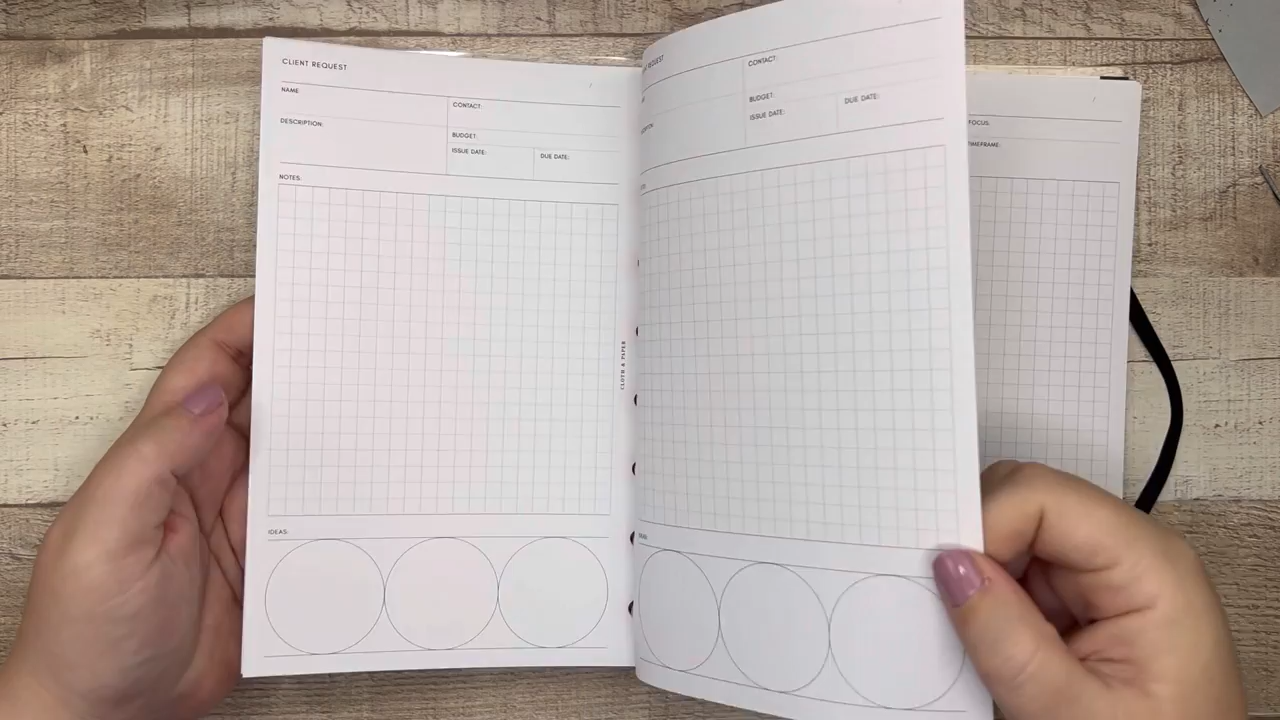 CLIENT REQUEST
NAME
CONTACT:
DESCRIPTION:
BUDGET:
ISSUE DATE:
DUE DATE:
NOTES:
IDEAS:
CLOTH & PAPER
CONTACT:
BUDGET:
ISSUE DATE:
DUE DATE:
FOCUS:
TIMEFRAME: